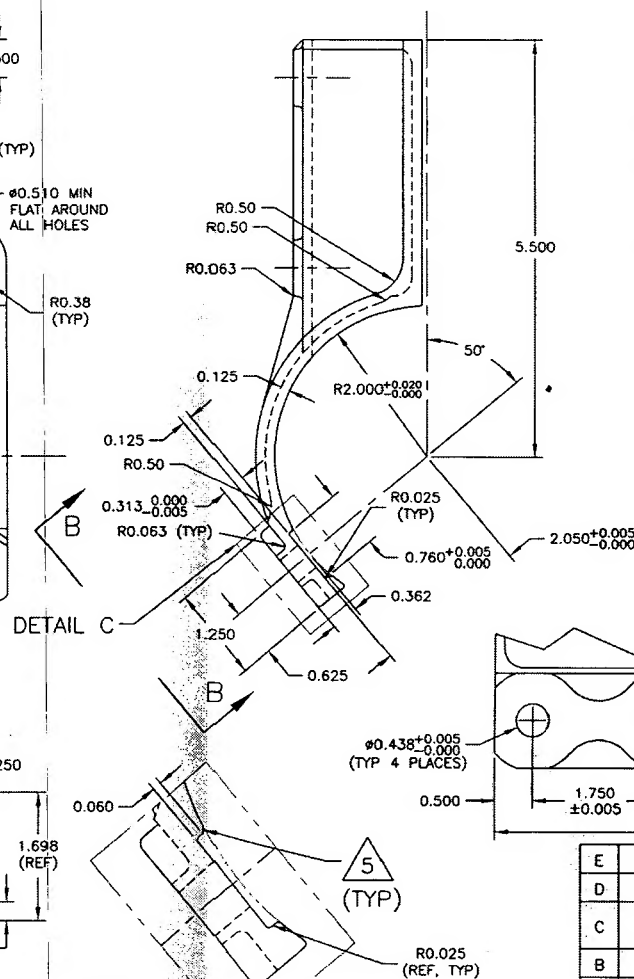 (TYP)
ø0.510 MIN
FLAT AROUND
ALL HOLES
R0.38
(TYP)
R0.50
R0.50
R0.063
5.500
50°
0.125
R2.000+0.020
-0.000
0.125
R0.50
0.313 0.000
-0.005
R0.063 (TYP)
B
R0.025
(TYP)
0.760+0.005
0.000
2.050+0.005
-0.000
0.362
DETAIL C
1.250
0.625
B
ø0.438+0.005
-0.000
(TYP 4 PLACES)
0.500
1.750
±0.005
0.060
1.698
(REF)
5
(TYP)
R0.025
(REF, TYP)
E
D
C
B